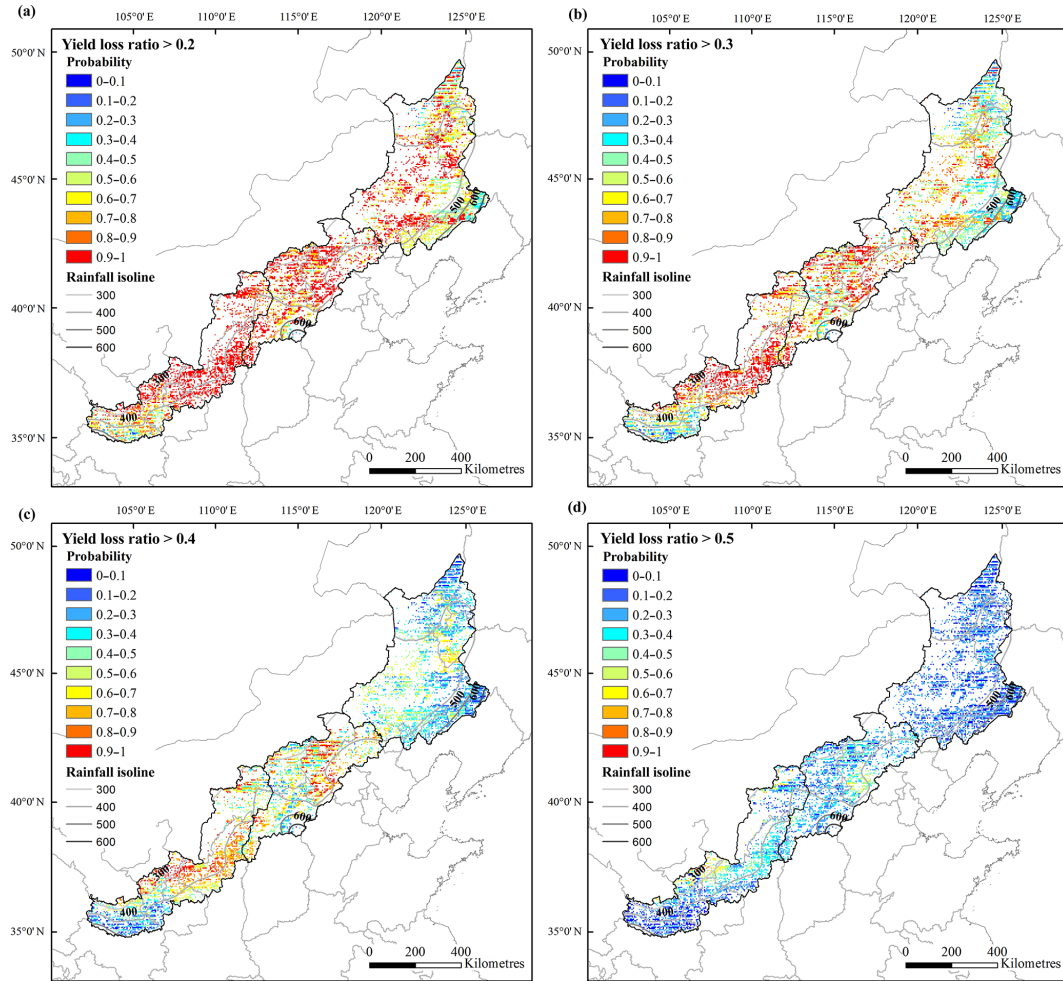 (a)
105°0' E 110°0' E 115°0' E 120°0' E 125°0' E
50°0' N
45°0' N
40°0' N
35°0' N
Yield loss ratio > 0.2
Probability
0–0.1
0.1–0.2
0.2–0.3
0.3–0.4
0.4–0.5
0.5–0.6
0.6–0.7
0.7–0.8
0.8–0.9
0.9–1
Rainfall isoline
300
400
500
600
500
600
600
300
400
0 200 400
Kilometres
(b)
105°0' E 110°0' E 115°0' E 120°0' E 125°0' E
50°0' N
45°0' N
40°0' N
35°0' N
Yield loss ratio > 0.3
Probability
0–0.1
0.1–0.2
0.2–0.3
0.3–0.4
0.4–0.5
0.5–0.6
0.6–0.7
0.7–0.8
0.8–0.9
0.9–1
Rainfall isoline
300
400
500
600
500
600
600
300
400
0 200 400
Kilometres
(c)
105°0' E 110°0' E 115°0' E 120°0' E 125°0' E
50°0' N
45°0' N
40°0' N
35°0' N
Yield loss ratio > 0.4
Probability
0–0.1
0.1–0.2
0.2–0.3
0.3–0.4
0.4–0.5
0.5–0.6
0.6–0.7
0.7–0.8
0.8–0.9
0.9–1
Rainfall isoline
300
400
500
600
500
600
600
300
400
0 200 400
Kilometres
(d)
105°0' E 110°0' E 115°0' E 120°0' E 125°0' E
50°0' N
45°0' N
40°0' N
35°0' N
Yield loss ratio > 0.5
Probability
0–0.1
0.1–0.2
0.2–0.3
0.3–0.4
0.4–0.5
0.5–0.6
0.6–0.7
0.7–0.8
0.8–0.9
0.9–1
Rainfall isoline
300
400
500
600
500
600
600
300
400
0 200 400
Kilometres